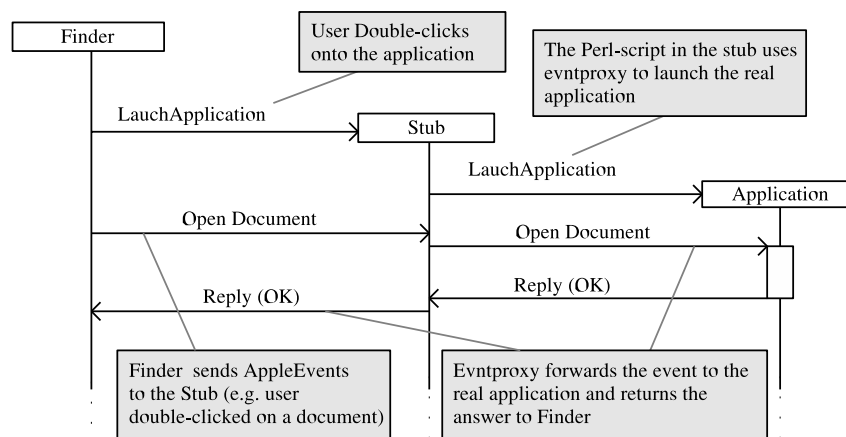 Finder
User Double-clicks
onto the application
The Perl-script in the stub uses
evntproxy to launch the real
application
LauchApplication
Stub
LauchApplication
Application
Open Document
Open Document
Reply (OK)
Reply (OK)
Finder sends AppleEvents
to the Stub (e.g. user
double-clicked on a document)
Evntproxy forwards the event to the
real application and returns the
answer to Finder